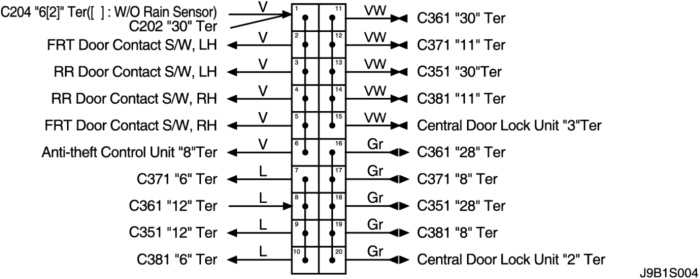 C204 "6[2]" Ter([ ] : W/O Rain Sensor) V 1 11 VW C361 "30" Ter
C202 "30" Ter
FRT Door Contact S/W, LH V 2 12 VW C371 "11" Ter
RR Door Contact S/W, LH V 3 13 VW C351 "30"Ter
RR Door Contact S/W, RH V 4 14 VW C381 "11" Ter
FRT Door Contact S/W, RH V 5 15 VW Central Door Lock Unit "3"Ter
Anti-theft Control Unit "8"Ter V 6 16 Gr C361 "28" Ter
C371 "6" Ter L 7 17 Gr C371 "8" Ter
C361 "12" Ter L 8 18 Gr C351 "28" Ter
C351 "12" Ter L 9 19 Gr C381 "8" Ter
C381 "6" Ter L 10 20 Gr Central Door Lock Unit "2" Ter
J9B1S004